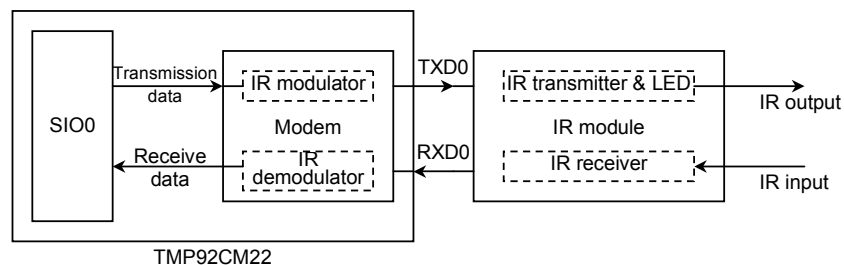 SIO0
Transmission
data
Receive
data
IR modulator
Modem
IR
demodulator
TXD0
RXD0
IR transmitter & LED
IR module
IR receiver
IR output
IR input
TMP92CM22